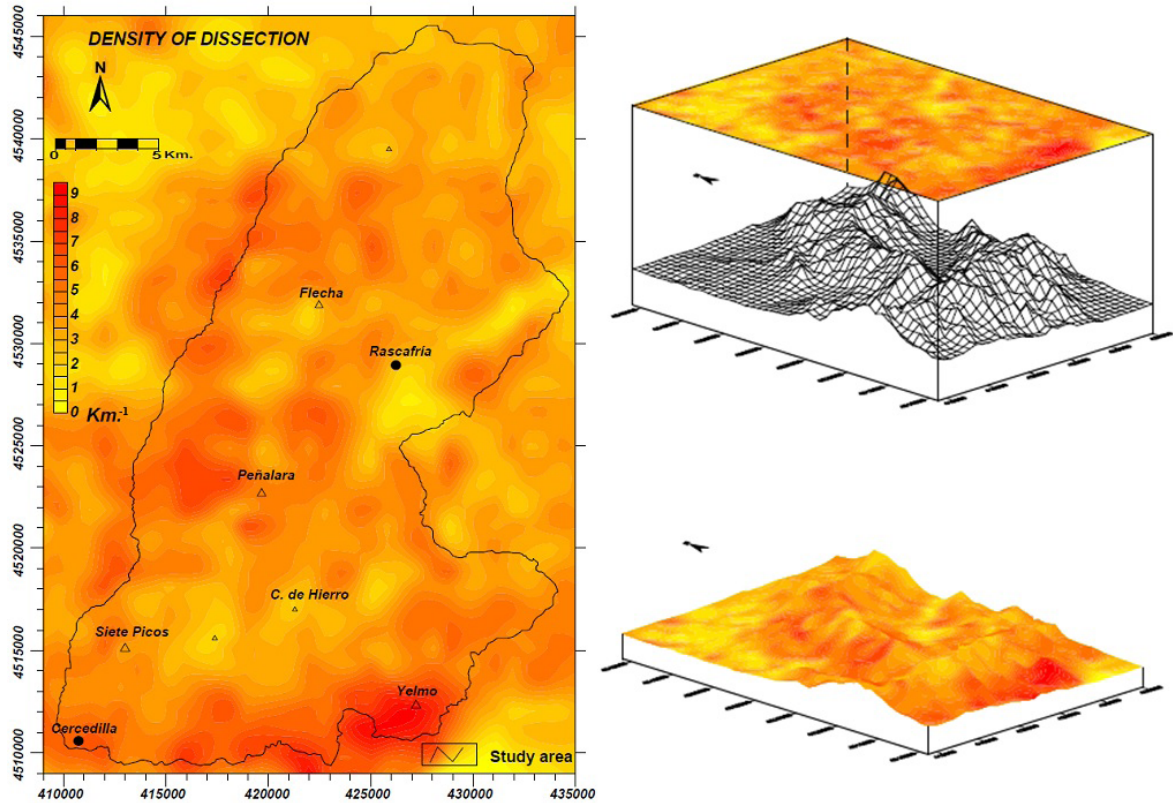 DENSITY OF DISSECTION
N
0 5 Km.
9
8
7
6
5
4
3
2
1
0
Km.-1
Flecha
Rascafría
Peñalara
C. de Hierro
Siete Picos
Yelmo
Cercedilla
Study area
4545000
4540000
4535000
4530000
4525000
4520000
4515000
4510000
410000 415000 420000 425000 430000 435000